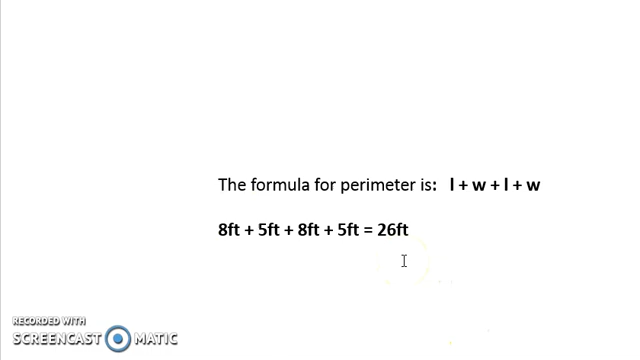 The formula for perimeter is: l + w + l + w
8ft + 5ft + 8ft + 5ft = 26ft
RECORDED WITH
SCREENCAST MATIC